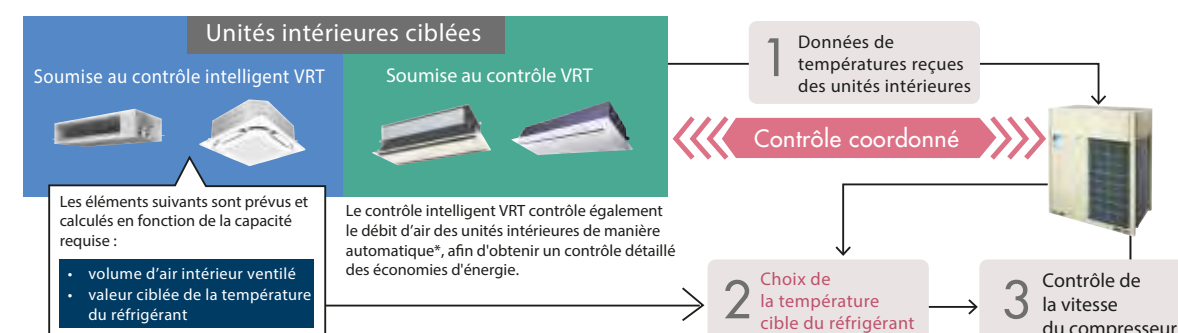 Unités intérieures ciblées
Soumise au contrôle intelligent VRT
Soumise au contrôle VRT
Les éléments suivants sont prévus et
calculés en fonction de la capacité
requise :
• volume d'air intérieur ventilé
• valeur ciblée de la température
du réfrigérant
Le contrôle intelligent VRT contrôle également
le débit d’air des unités intérieures de manière
automatique*, afin d'obtenir un contrôle détaillé
des économies d'énergie.
1
Données de
températures reçues
des unités intérieures
Contrôle coordonné
2
Choix de
la température
cible du réfrigérant
3
Contrôle de
la vitesse
du compresseur